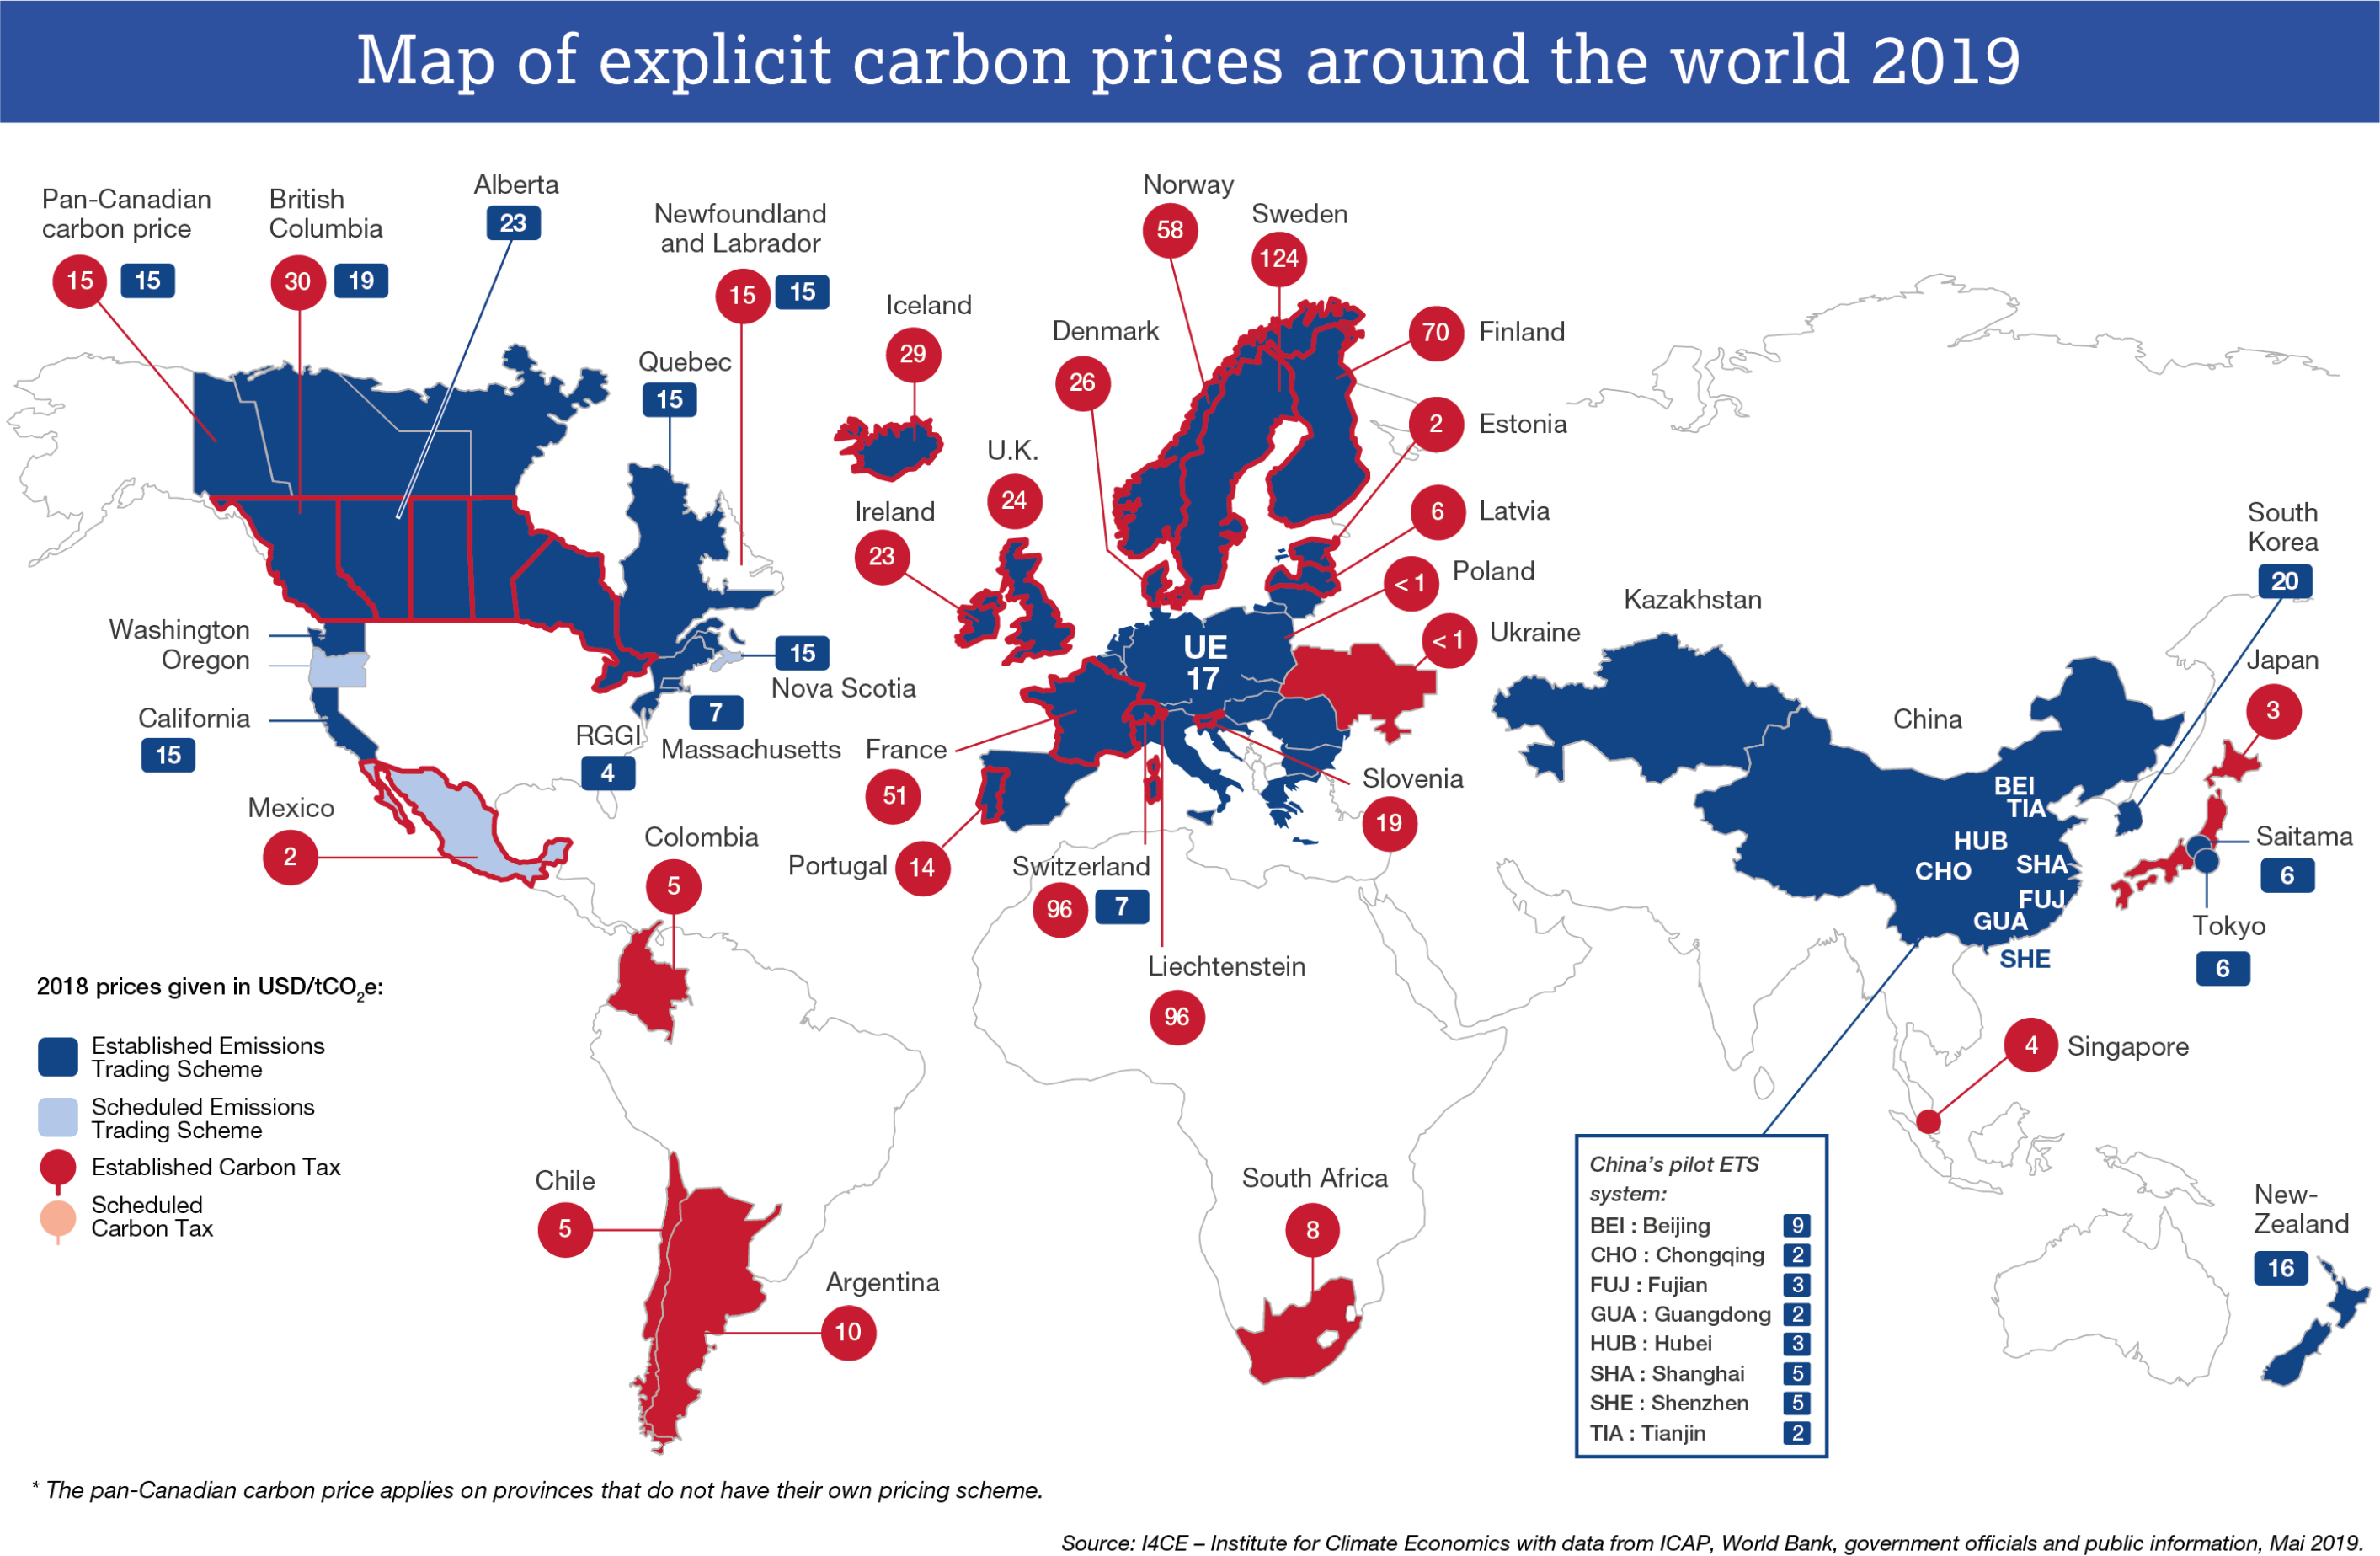 Map of explicit carbon prices around the world 2019
Pan-Canadian
carbon price
15
15
British
Columbia
30
19
Alberta
23
Newfoundland
and Labrador
15
15
Quebec
15
Washington
Oregon
California
15
15
Nova Scotia
7
Massachusetts
RGGI
4
Mexico
2
Colombia
5
Chile
5
Argentina
10
Iceland
29
U.K.
24
Ireland
23
Denmark
26
Norway
58
Sweden
124
70
Finland
2
Estonia
6
Latvia
< 1
Poland
< 1
Ukraine
UE
17
France
51
Portugal
14
Switzerland
96
7
Liechtenstein
96
Slovenia
19
South Africa
8
Kazakhstan
China
BEI
TIA
HUB
CHO
SHA
FUJ
GUA
SHE
South
Korea
20
Japan
3
Saitama
6
Tokyo
6
4
Singapore
New-
Zealand
16
China's pilot ETS
system:
BEI : Beijing 9
CHO : Chongqing 2
FUJ : Fujian 3
GUA : Guangdong 2
HUB : Hubei 3
SHA : Shanghai 5
SHE : Shenzhen 5
TIA : Tianjin 2
2018 prices given in USD/tCO2e:
Established Emissions
Trading Scheme
Scheduled Emissions
Trading Scheme
Established Carbon Tax
Scheduled
Carbon Tax
* The pan-Canadian carbon price applies on provinces that do not have their own pricing scheme.
Source: I4CE – Institute for Climate Economics with data from ICAP, World Bank, government officials and public information, Mai 2019.